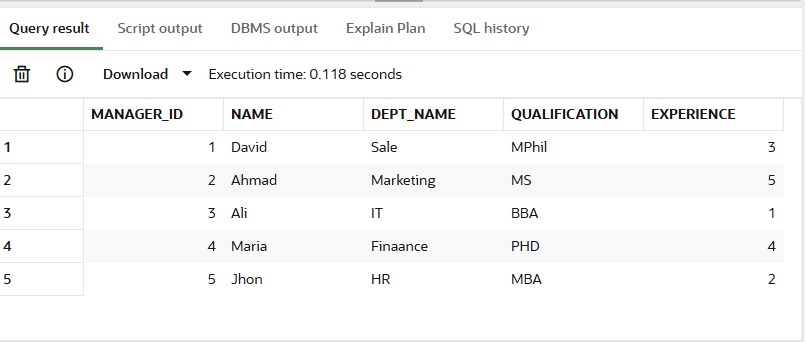 Query result Script output DBMS output Explain Plan SQL history
Download Execution time: 0.118 seconds
MANAGER_ID NAME DEPT_NAME QUALIFICATION EXPERIENCE
1 1 David Sale MPhil 3
2 2 Ahmad Marketing MS 5
3 3 Ali IT BBA 1
4 4 Maria Finaance PHD 4
5 5 Jhon HR MBA 2